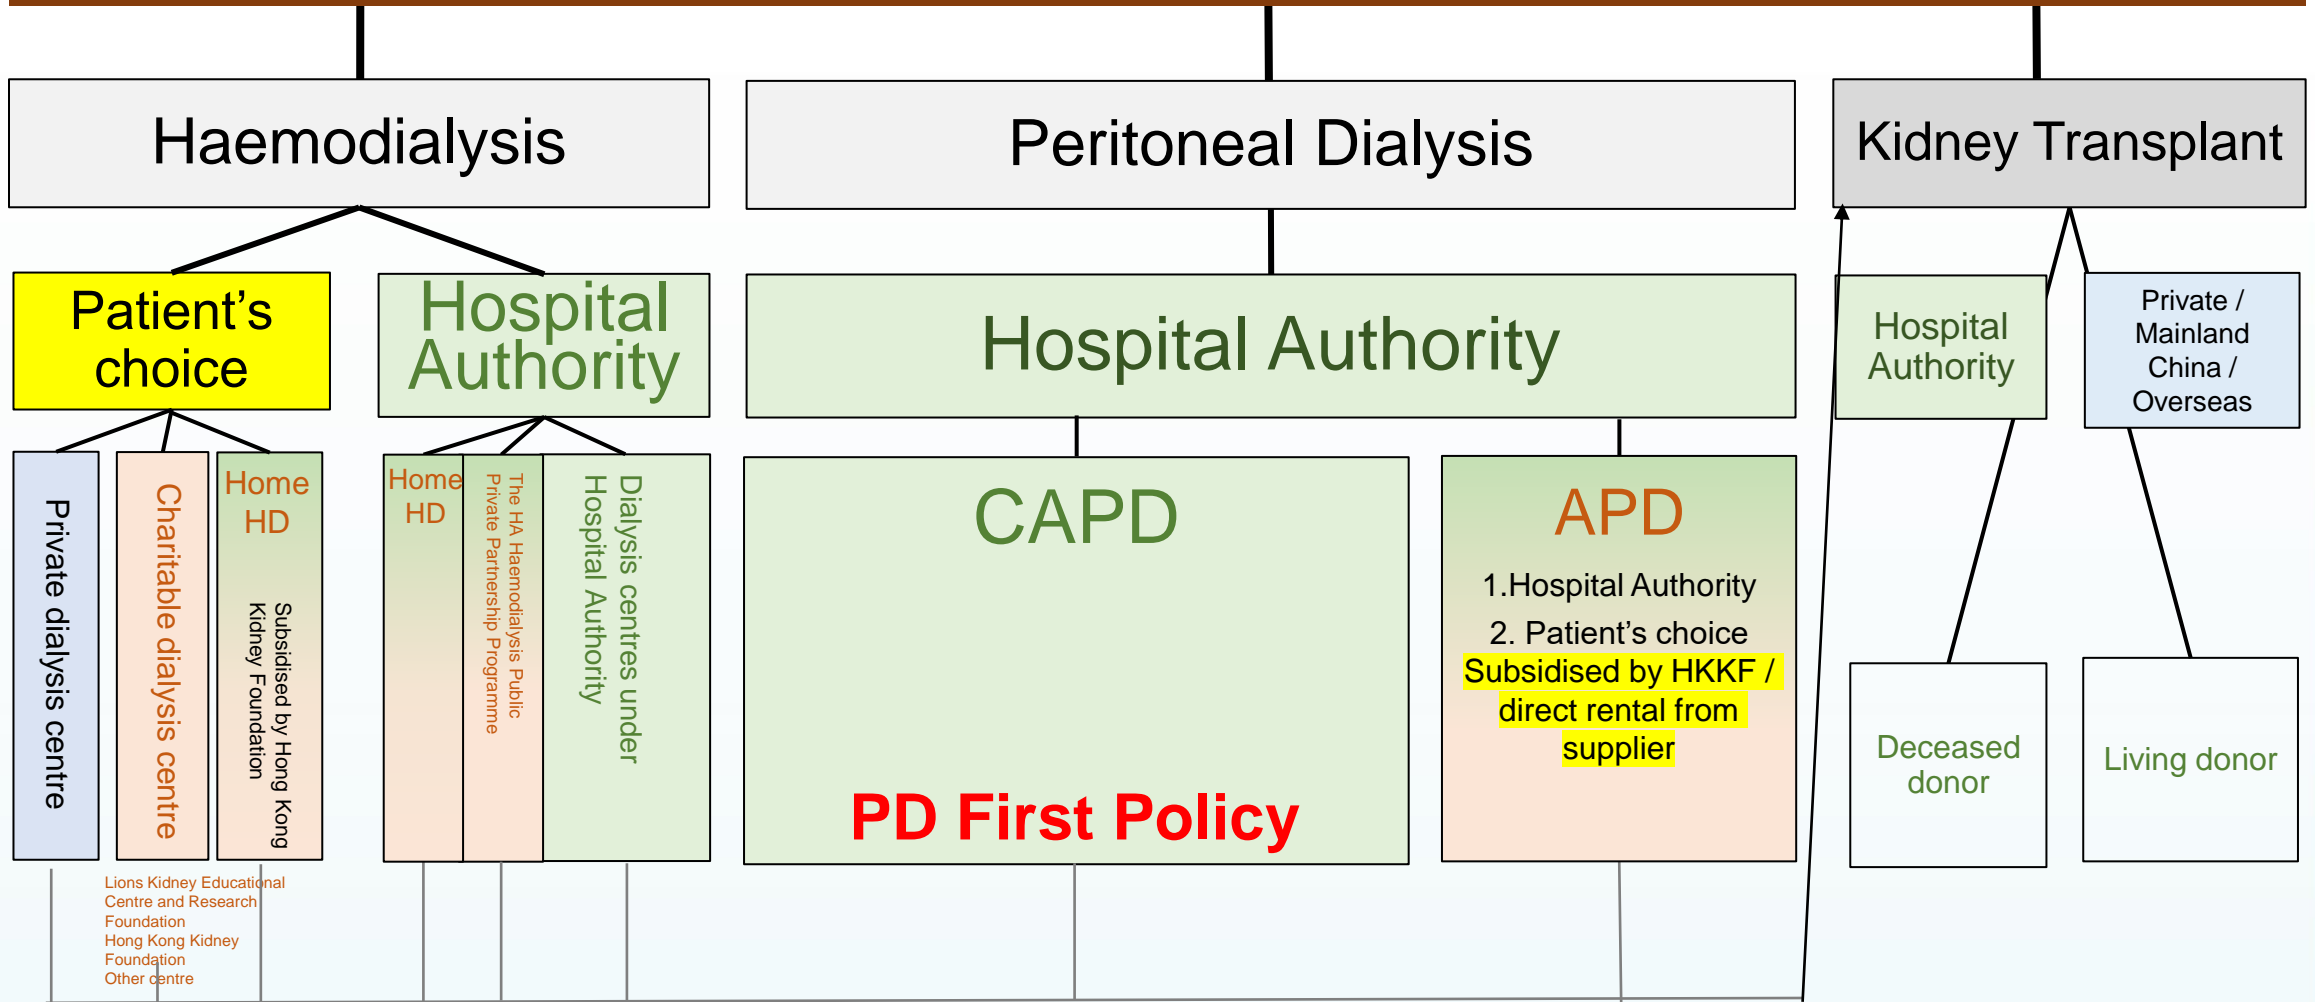 Haemodialysis
Peritoneal Dialysis
Kidney Transplant
Patient's
choice
Hospital
Authority
Hospital Authority
Hospital
Authority
Private /
Mainland
China /
Overseas
Private dialysis centre
Charitable dialysis centre
Home
HD
Subsidised by Hong Kong
Kidney Foundation
Home
HD
The HA Haemodialysis Public
Private Partnership Programme
Dialysis centres under
Hospital Authority
CAPD
PD First Policy
APD
1.Hospital Authority
2. Patient's choice
Subsidised by HKKF /
direct rental from
supplier
Deceased
donor
Living donor
Lions Kidney Educational
Centre and Research
Foundation
Hong Kong Kidney
Foundation
Other centre